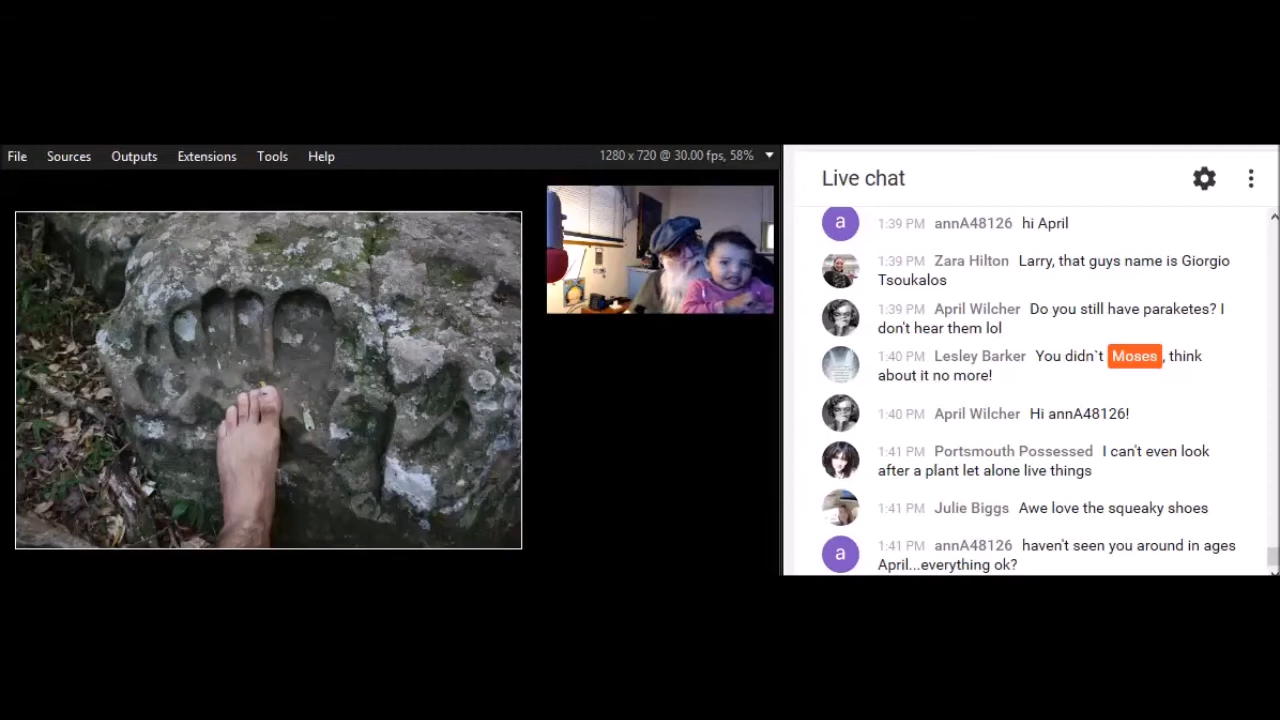 File Sources Outputs Extensions Tools Help 1280 x 720 @ 30.00 fps, 58%
Live chat
a 1:39 PM annA48126 hi April
1:39 PM Zara Hilton Larry, that guys name is Giorgio
Tsoukalos
1:39 PM April Wilcher Do you still have paraketes? I
don't hear them lol
1:40 PM Lesley Barker You didn`t Moses, think
about it no more!
1:40 PM April Wilcher Hi annA48126!
1:41 PM Portsmouth Possessed I can't even look
after a plant let alone live things
1:41 PM Julie Biggs Awe love the squeaky shoes
a 1:41 PM annA48126 haven't seen you around in ages
April...everything ok?